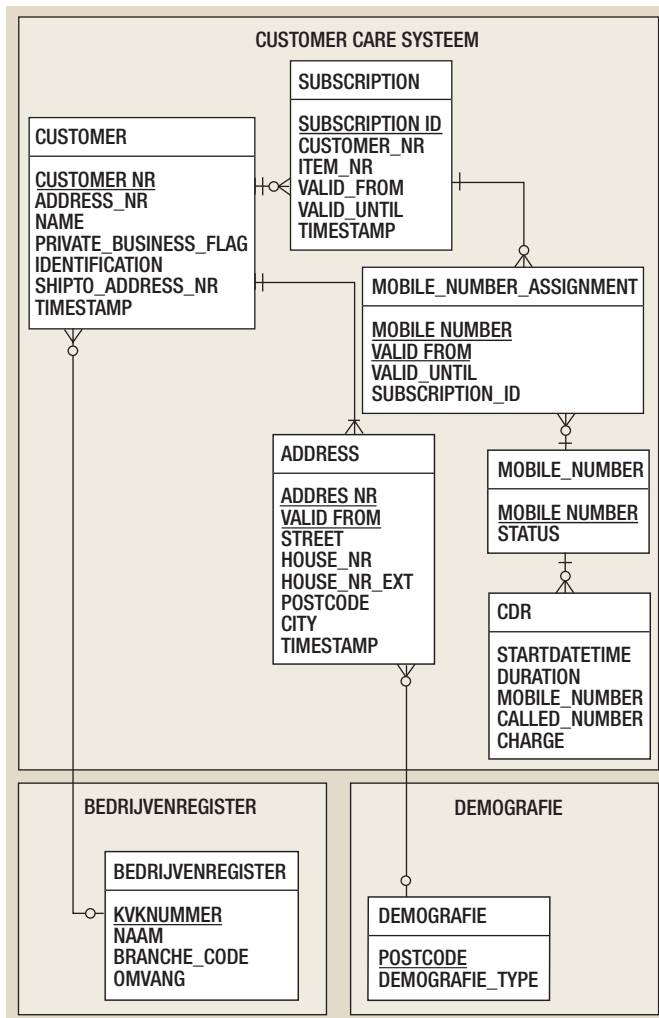 CUSTOMER CARE SYSTEEM
SUBSCRIPTION
SUBSCRIPTION ID
CUSTOMER_NR
ITEM_NR
VALID_FROM
VALID_UNTIL
TIMESTAMP
CUSTOMER
CUSTOMER NR
ADDRESS_NR
NAME
PRIVATE_BUSINESS_FLAG
IDENTIFICATION
SHIPTO_ADDRESS_NR
TIMESTAMP
MOBILE_NUMBER_ASSIGNMENT
MOBILE NUMBER
VALID FROM
VALID_UNTIL
SUBSCRIPTION_ID
ADDRESS
ADDRES NR
VALID FROM
STREET
HOUSE_NR
HOUSE_NR_EXT
POSTCODE
CITY
TIMESTAMP
MOBILE_NUMBER
MOBILE NUMBER
STATUS
CDR
STARTDATETIME
DURATION
MOBILE_NUMBER
CALLED_NUMBER
CHARGE
BEDRIJVENREGISTER
BEDRIJVENREGISTER
KVKNUMMER
NAAM
BRANCHE_CODE
OMVANG
DEMOGRAFIE
DEMOGRAFIE
POSTCODE
DEMOGRAFIE_TYPE